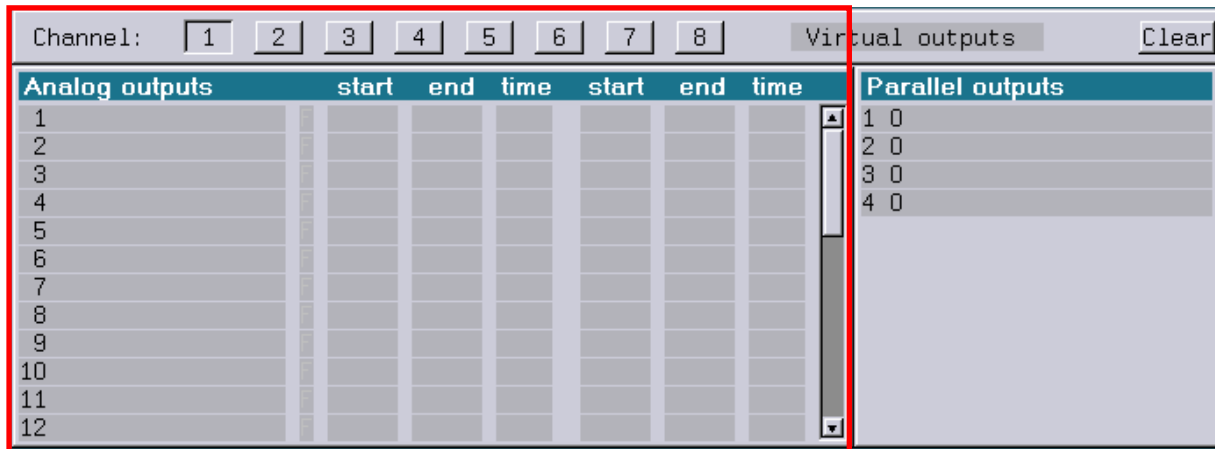 Channel: 1 2 3 4 5 6 7 8 Virtual outputs Clear
Analog outputs start end time start end time
1 F
2 F
3 F
4 F
5 F
6 F
7 F
8 F
9 F
10 F
11 F
12 F
Parallel outputs
1 0
2 0
3 0
4 0